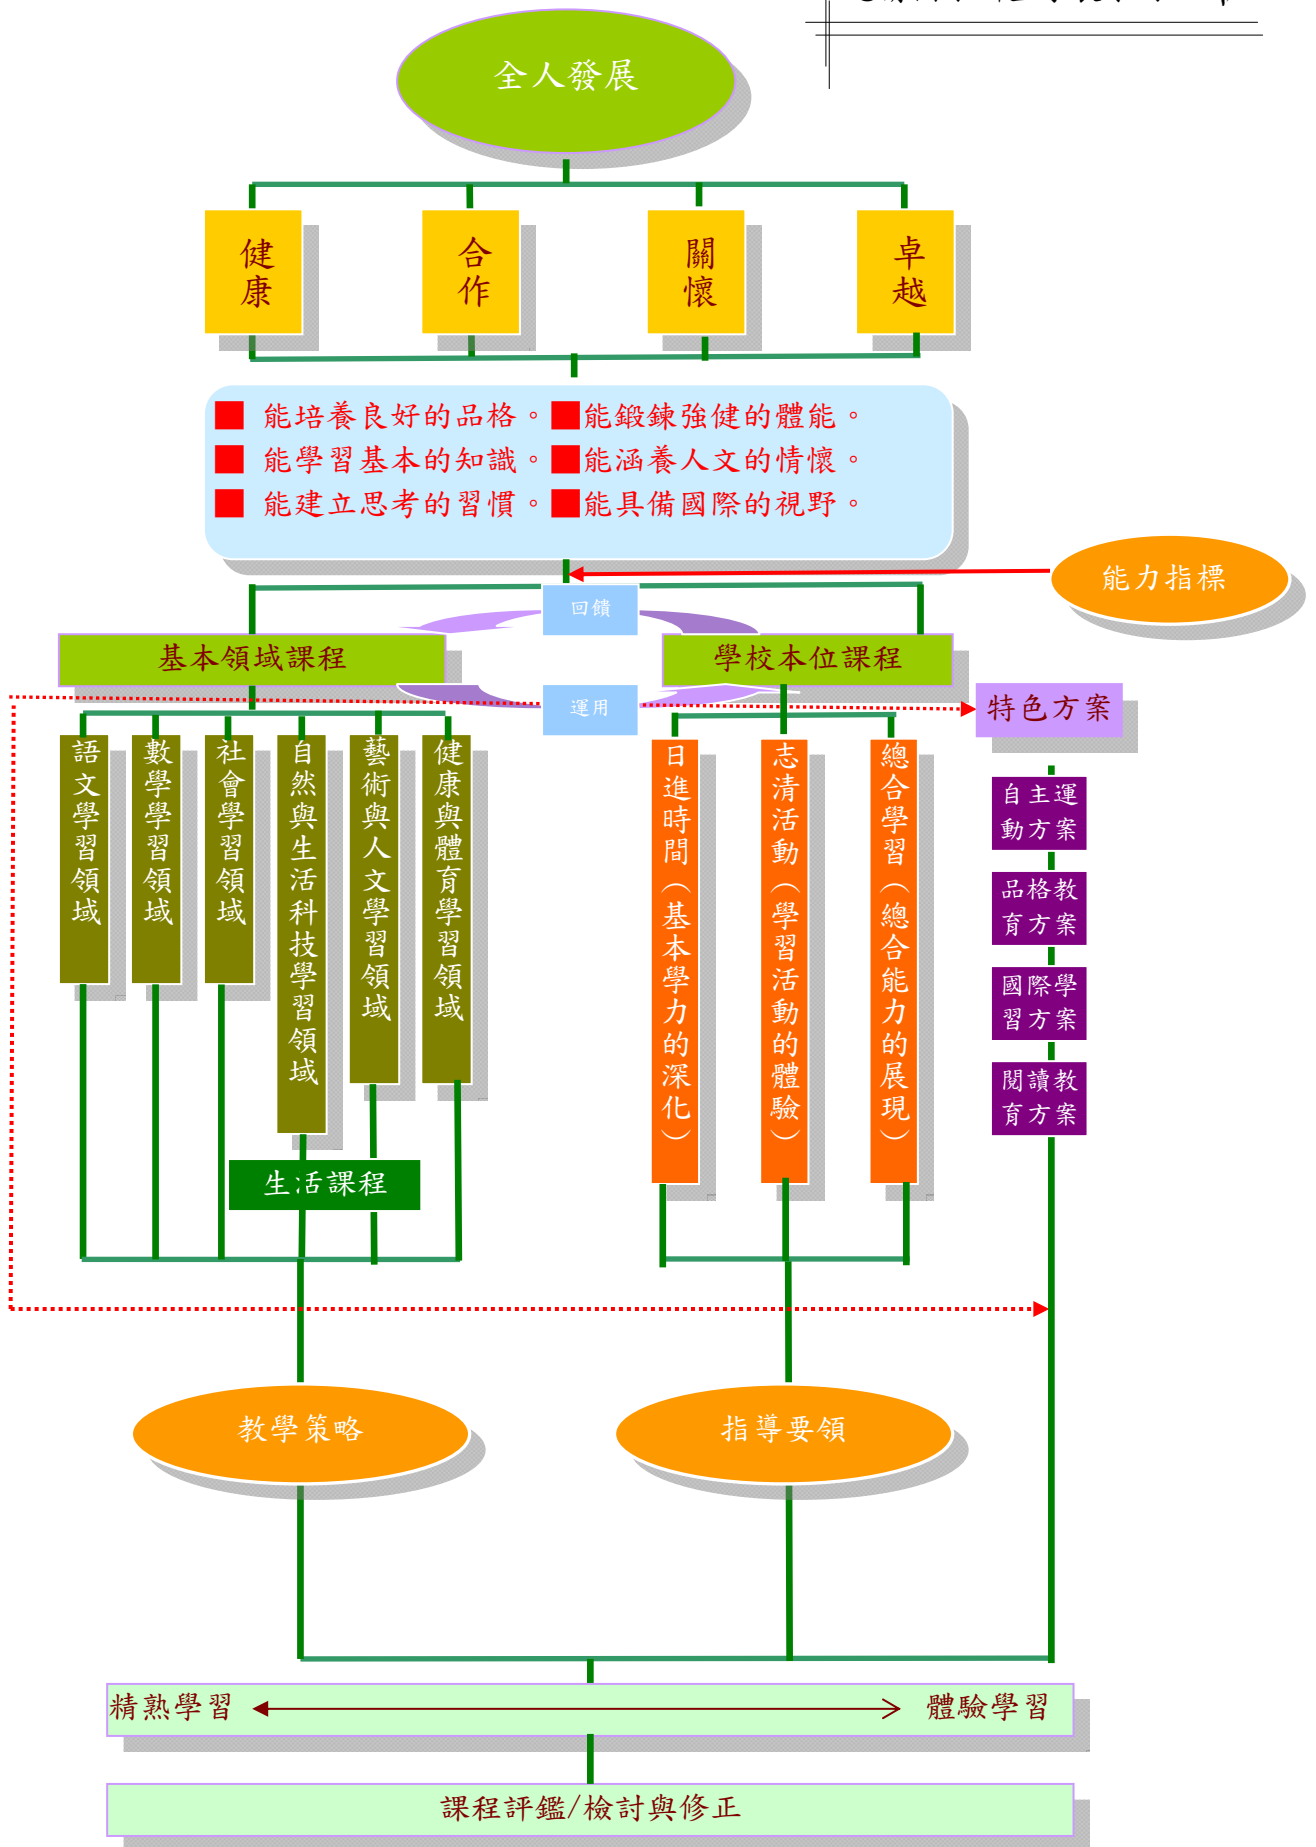 全人發展
健康
合作
關懷
卓越
■ 能培養良好的品格。■能鍛鍊強健的體能。
■ 能學習基本的知識。■能涵養人文的情懷。
■ 能建立思考的習慣。■能具備國際的視野。
能力指標
回饋
基本領域課程
學校本位課程
運用
特色方案
語文學習領域
數學學習領域
社會學習領域
自然與生活科技學習領域
藝術與人文學習領域
健康與體育學習領域
日進時間（基本學力的深化）
志清活動（學習活動的體驗）
總合學習（總合能力的展現）
自主運
動方案
品格教
育方案
國際學
習方案
閱讀教
育方案
生活課程
教學策略
指導要領
精熟學習
體驗學習
課程評鑑/檢討與修正